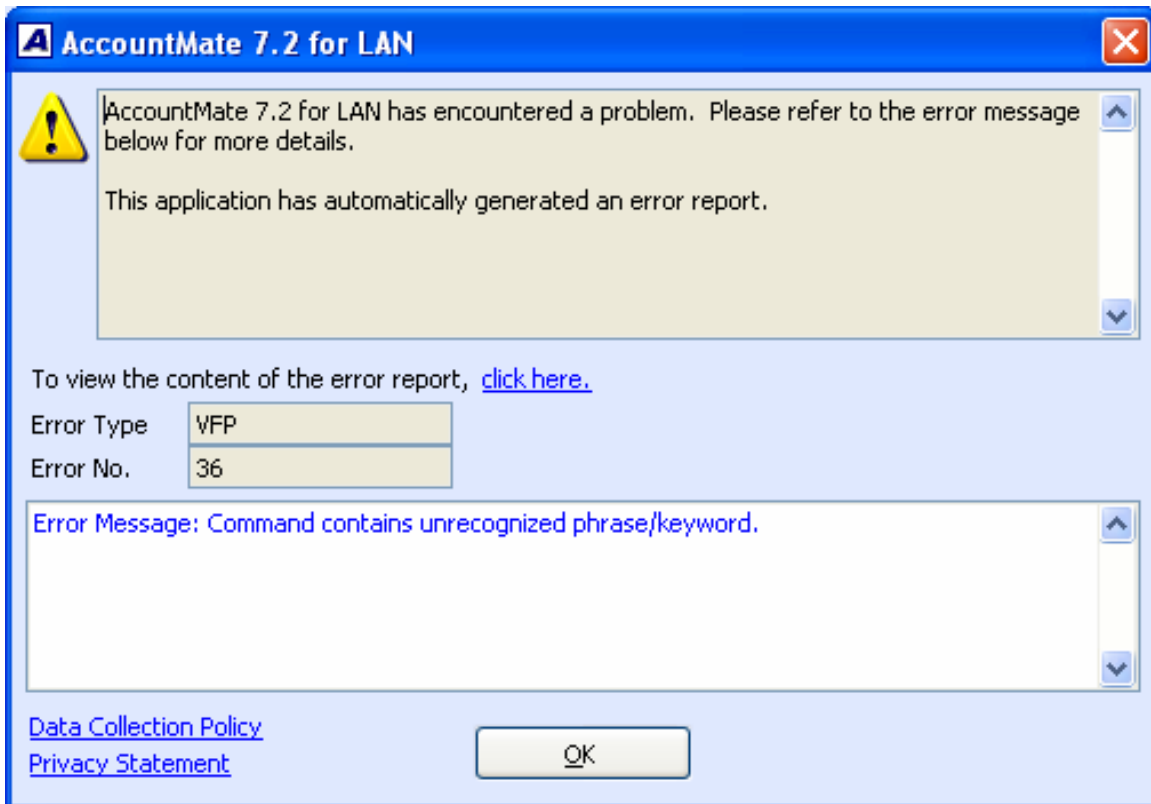 AccountMate 7.2 for LAN
AccountMate 7.2 for LAN has encountered a problem.  Please refer to the error message
below for more details.
This application has automatically generated an error report.
To view the content of the error report, click here.
Error Type VFP
Error No. 36
Error Message: Command contains unrecognized phrase/keyword.
Data Collection Policy
OK
Privacy Statement